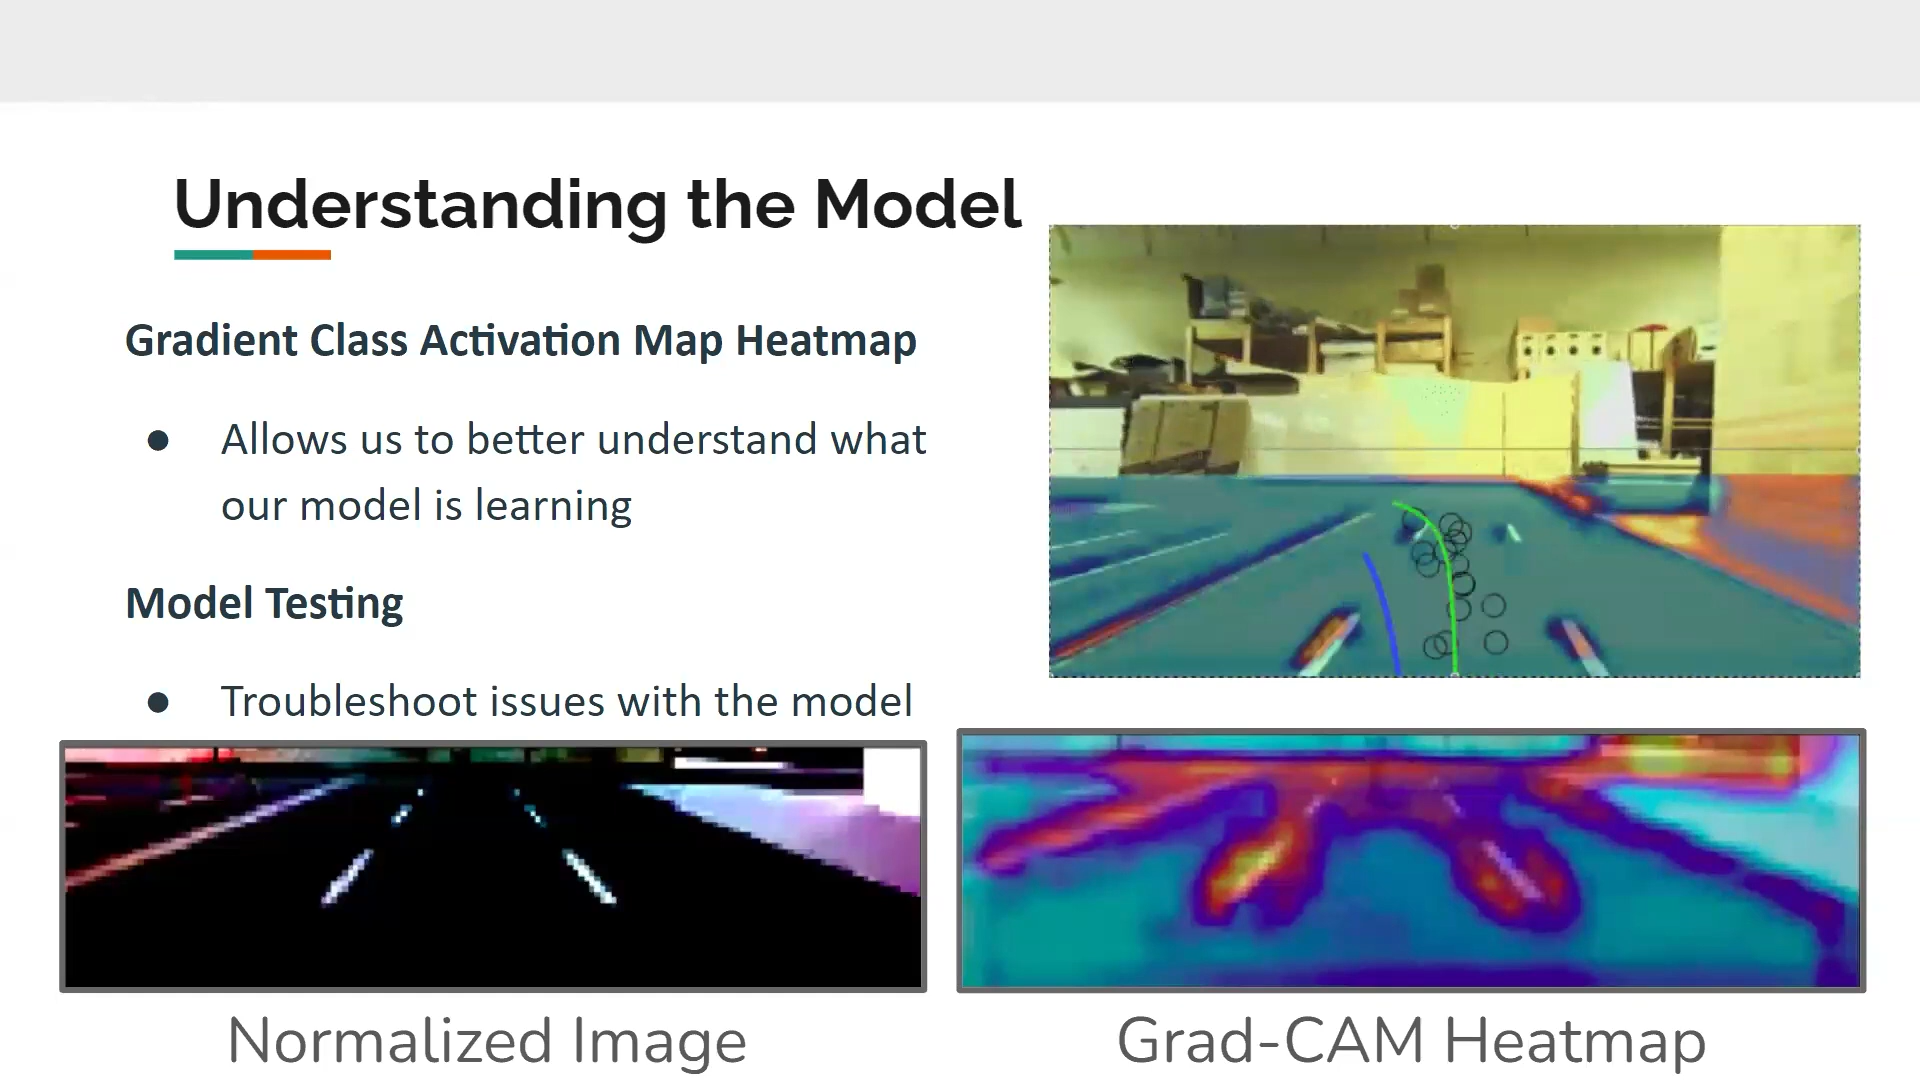 Understanding the Model
Gradient Class Activation Map Heatmap
● Allows us to better understand what
our model is learning
Model Testing
● Troubleshoot issues with the model
Normalized Image
Grad-CAM Heatmap